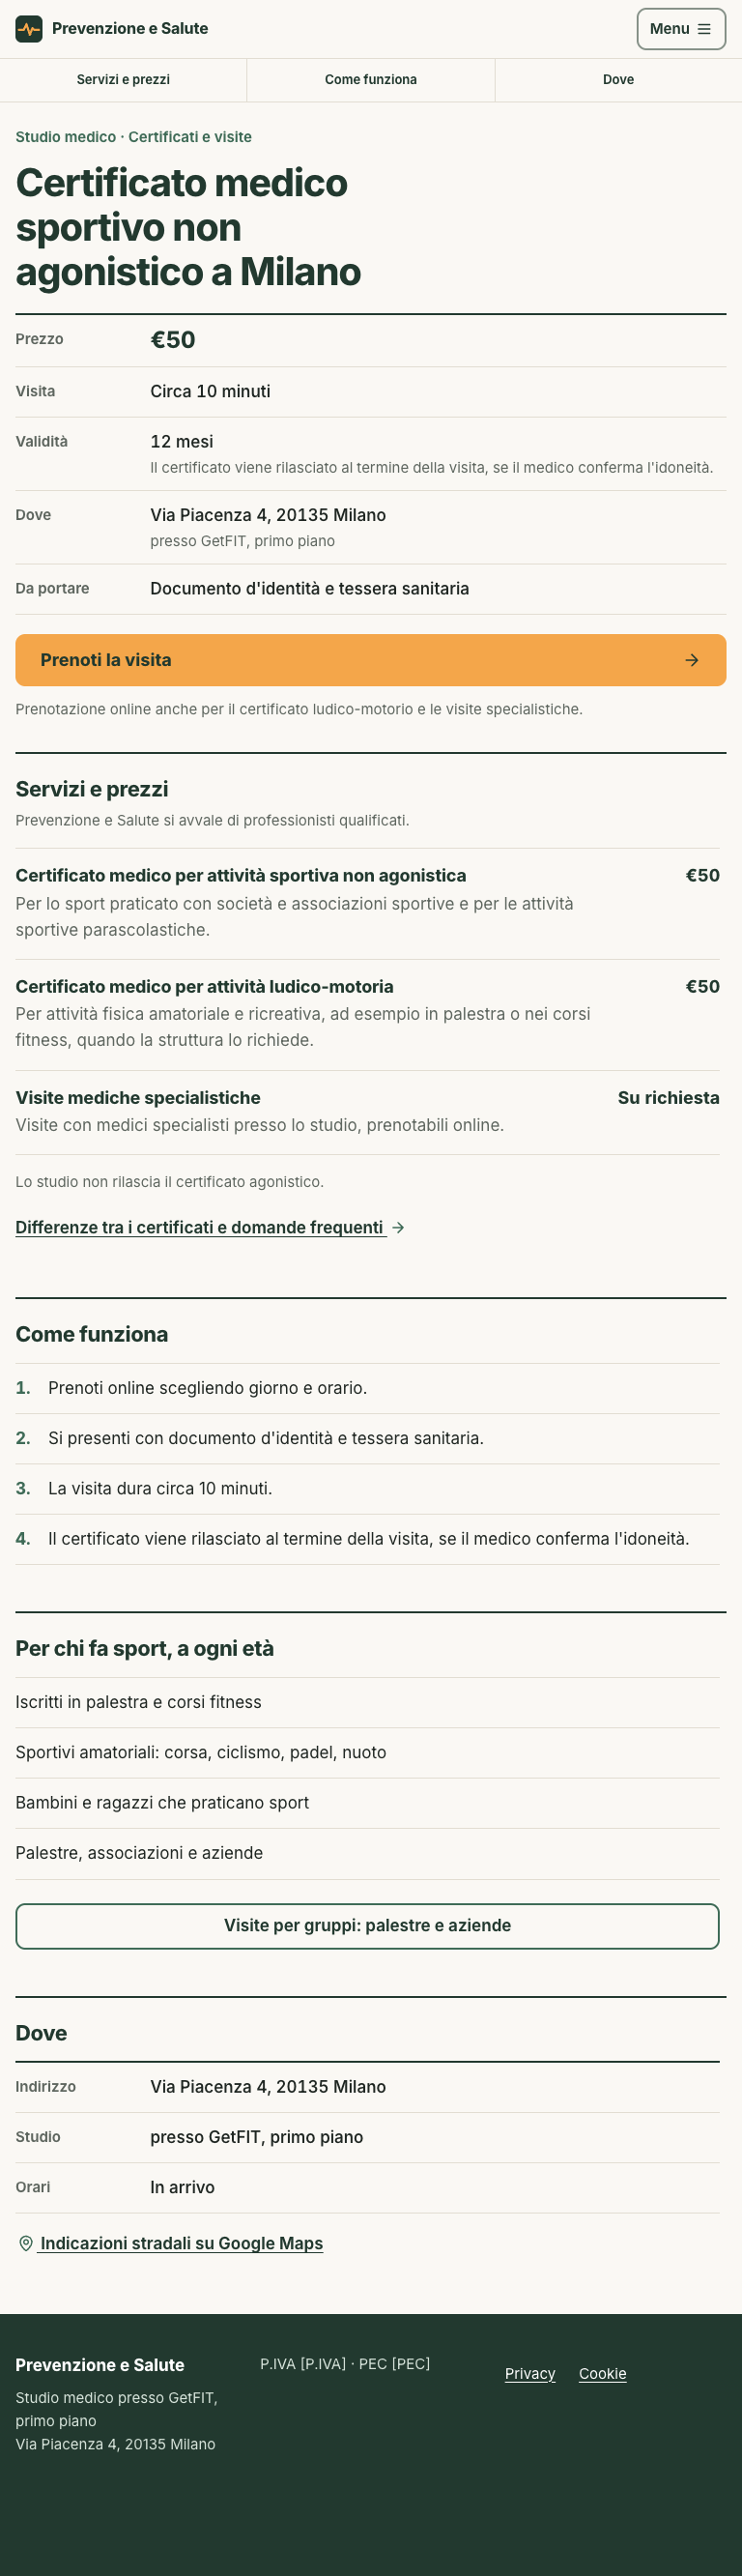 Prevenzione e Salute
Menu
Servizi e prezzi
Come funziona
Dove
Studio medico · Certificati e visite
Certificato medico
sportivo non
agonistico a Milano
Prezzo
€50
Visita
Circa 10 minuti
Validità
12 mesi
Il certificato viene rilasciato al termine della visita, se il medico conferma l'idoneità.
Dove
Via Piacenza 4, 20135 Milano
presso GetFIT, primo piano
Da portare
Documento d'identità e tessera sanitaria
Prenoti la visita
Prenotazione online anche per il certificato ludico-motorio e le visite specialistiche.
Servizi e prezzi
Prevenzione e Salute si avvale di professionisti qualificati.
Certificato medico per attività sportiva non agonistica
€50
Per lo sport praticato con società e associazioni sportive e per le attività
sportive parascolastiche.
Certificato medico per attività ludico-motoria
€50
Per attività fisica amatoriale e ricreativa, ad esempio in palestra o nei corsi
fitness, quando la struttura lo richiede.
Visite mediche specialistiche
Su richiesta
Visite con medici specialisti presso lo studio, prenotabili online.
Lo studio non rilascia il certificato agonistico.
Differenze tra i certificati e domande frequenti
Come funziona
1. Prenoti online scegliendo giorno e orario.
2. Si presenti con documento d'identità e tessera sanitaria.
3. La visita dura circa 10 minuti.
4. Il certificato viene rilasciato al termine della visita, se il medico conferma l'idoneità.
Per chi fa sport, a ogni età
Iscritti in palestra e corsi fitness
Sportivi amatoriali: corsa, ciclismo, padel, nuoto
Bambini e ragazzi che praticano sport
Palestre, associazioni e aziende
Visite per gruppi: palestre e aziende
Dove
Indirizzo
Via Piacenza 4, 20135 Milano
Studio
presso GetFIT, primo piano
Orari
In arrivo
Indicazioni stradali su Google Maps
Prevenzione e Salute
Studio medico presso GetFIT,
primo piano
Via Piacenza 4, 20135 Milano
P.IVA [P.IVA] · PEC [PEC]
Privacy
Cookie